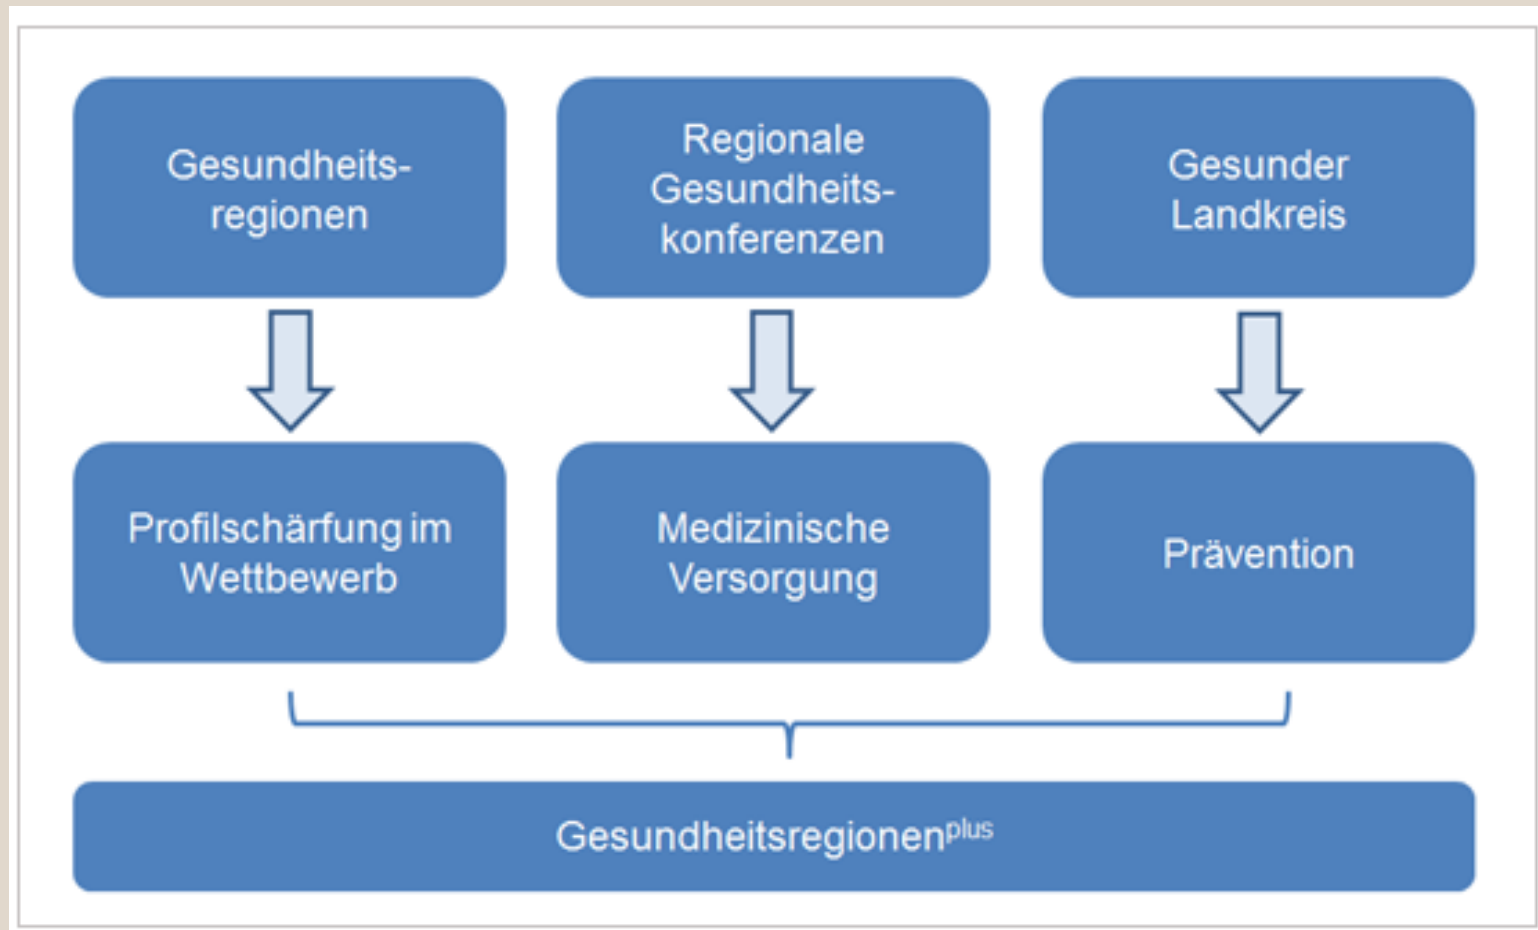 Gesundheits-
regionen
Regionale
Gesundheits-
konferenzen
Gesunder
Landkreis
Profilschärfung im
Wettbewerb
Medizinische
Versorgung
Prävention
Gesundheitsregionenplus